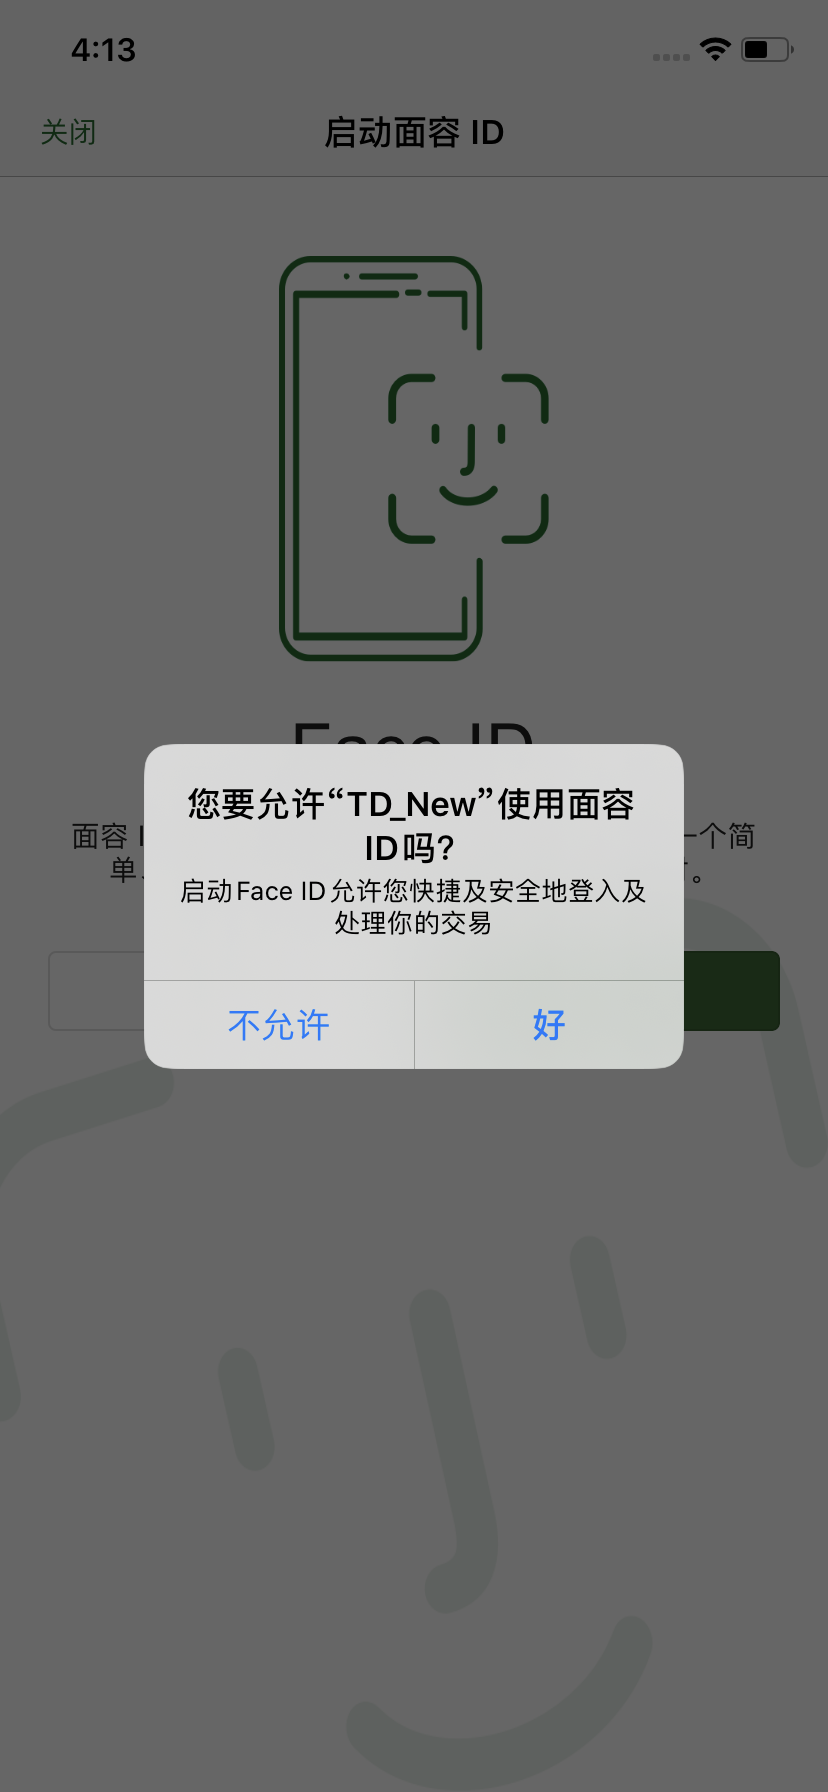 4:13
关闭
启动面容 ID
Face ID
您要允许“TD_New”使用面容
ID吗?
启动Face ID允许您快捷及安全地登入及
处理你的交易
面容
一个简
单
不允许
好